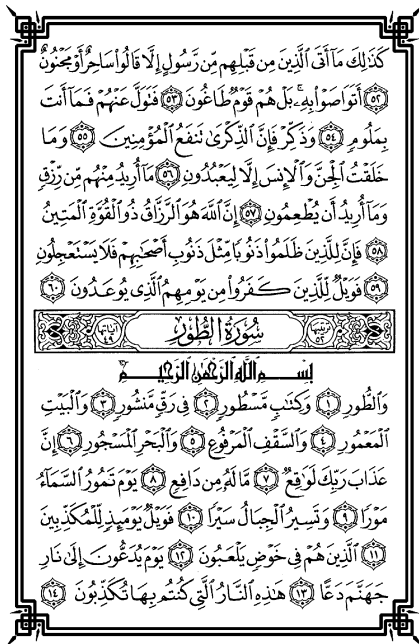 كَذَٰلِكَ مَآ أَتَى ٱلَّذِينَ مِن قَبْلِهِم مِّن رَّسُولٍ إِلَّا قَالُوا۟ سَاحِرٌ أَوْ مَجْنُونٌ
٥٢ أَتَوَاصَوْا۟ بِهِۦ ۚ بَلْ هُمْ قَوْمٌ طَاغُونَ ٥٣ فَتَوَلَّ عَنْهُمْ فَمَآ أَنتَ
بِمَلُومٍ ٥٤ وَذَكِّرْ فَإِنَّ ٱلذِّكْرَىٰ تَنفَعُ ٱلْمُؤْمِنِينَ ٥٥ وَمَا
خَلَقْتُ ٱلْجِنَّ وَٱلْإِنسَ إِلَّا لِيَعْبُدُونِ ٥٦ مَآ أُرِيدُ مِنْهُم مِّن رِّزْقٍ
وَمَآ أُرِيدُ أَن يُطْعِمُونِ ٥٧ إِنَّ ٱللَّهَ هُوَ ٱلرَّزَّاقُ ذُو ٱلْقُوَّةِ ٱلْمَتِينُ
٥٨ فَإِنَّ لِلَّذِينَ ظَلَمُوا۟ ذَنُوبًا مِّثْلَ ذَنُوبِ أَصْحَٰبِهِمْ فَلَا يَسْتَعْجِلُونِ
٥٩ فَوَيْلٌ لِّلَّذِينَ كَفَرُوا۟ مِن يَوْمِهِمُ ٱلَّذِى يُوعَدُونَ ٦٠
ترتيبها ٥٢ سُورَةُ الطُّورِ آياتها ٤٩
بِسْمِ ٱللَّهِ ٱلرَّحْمَٰنِ ٱلرَّحِيمِ
وَٱلطُّورِ ١ وَكِتَٰبٍ مَّسْطُورٍ ٢ فِى رَقٍّ مَّنشُورٍ ٣ وَٱلْبَيْتِ
ٱلْمَعْمُورِ ٤ وَٱلسَّقْفِ ٱلْمَرْفُوعِ ٥ وَٱلْبَحْرِ ٱلْمَسْجُورِ ٦ إِنَّ
عَذَابَ رَبِّكَ لَوَٰقِعٌ ٧ مَّا لَهُۥ مِن دَافِعٍ ٨ يَوْمَ تَمُورُ ٱلسَّمَآءُ
مَوْرًا ٩ وَتَسِيرُ ٱلْجِبَالُ سَيْرًا ١٠ فَوَيْلٌ يَوْمَئِذٍ لِّلْمُكَذِّبِينَ
١١ ٱلَّذِينَ هُمْ فِى خَوْضٍ يَلْعَبُونَ ١٢ يَوْمَ يُدَعُّونَ إِلَىٰ نَارِ
جَهَنَّمَ دَعًّا ١٣ هَٰذِهِ ٱلنَّارُ ٱلَّتِى كُنتُم بِهَا تُكَذِّبُونَ ١٤